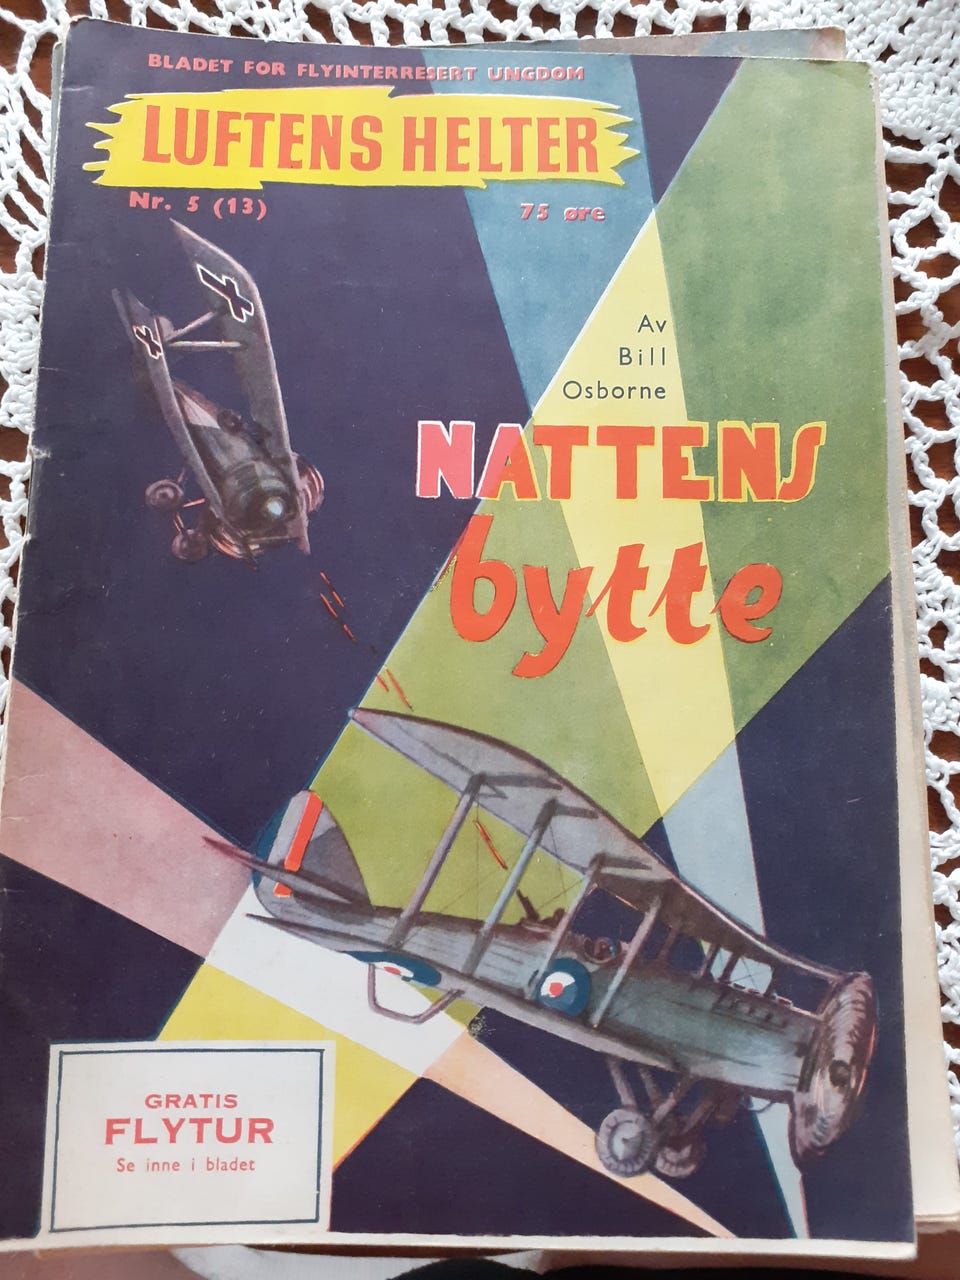 BLADET FOR FLYINTERRESERT UNGDOM
LUFTENS HELTER
Nr. 5 (13)
75 øre
Av
Bill
Osborne
NATTENS
bytte
GRATIS
FLYTUR
Se inne i bladet